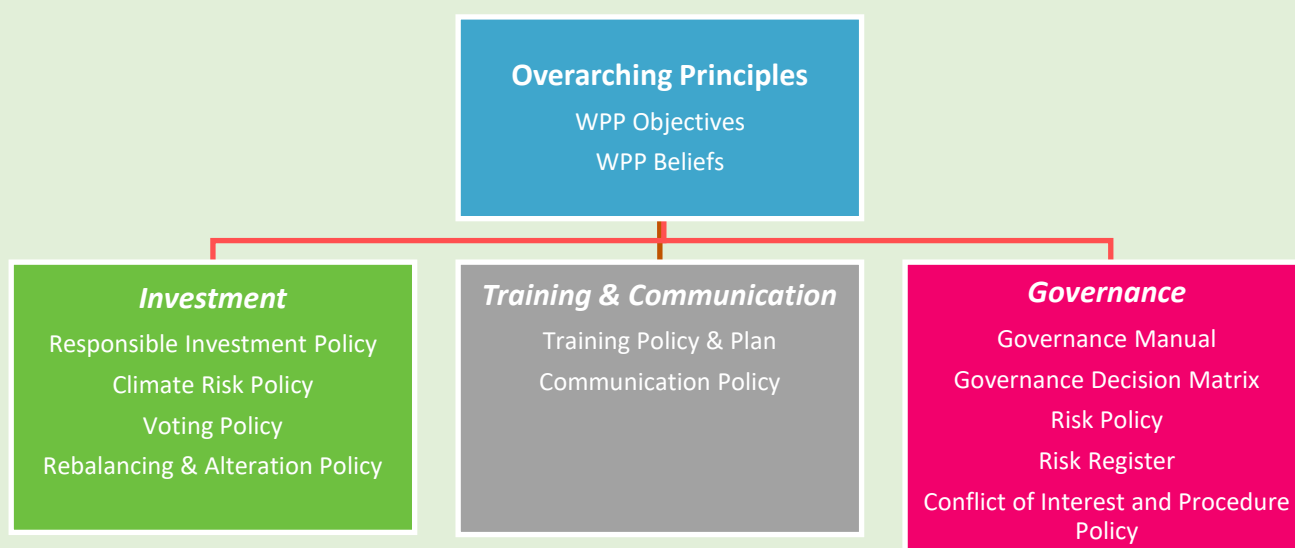 Overarching Principles
WPP Objectives
WPP Beliefs
Investment
Responsible Investment Policy
Climate Risk Policy
Voting Policy
Rebalancing & Alteration Policy
Training & Communication
Training Policy & Plan
Communication Policy
Governance
Governance Manual
Governance Decision Matrix
Risk Policy
Risk Register
Conflict of Interest and Procedure
Policy